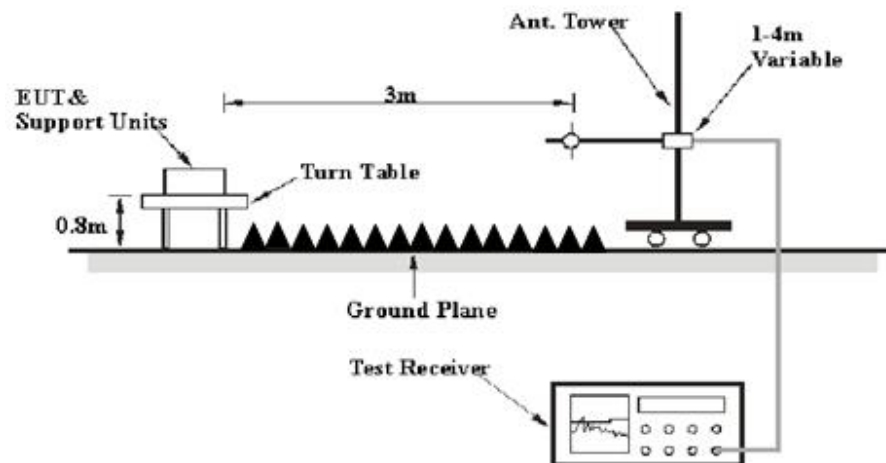 Ant. Tower
1-4m
Variable
EUT&
Support Units
3m
Turn Table
0.8m
Ground Plane
Test Receiver